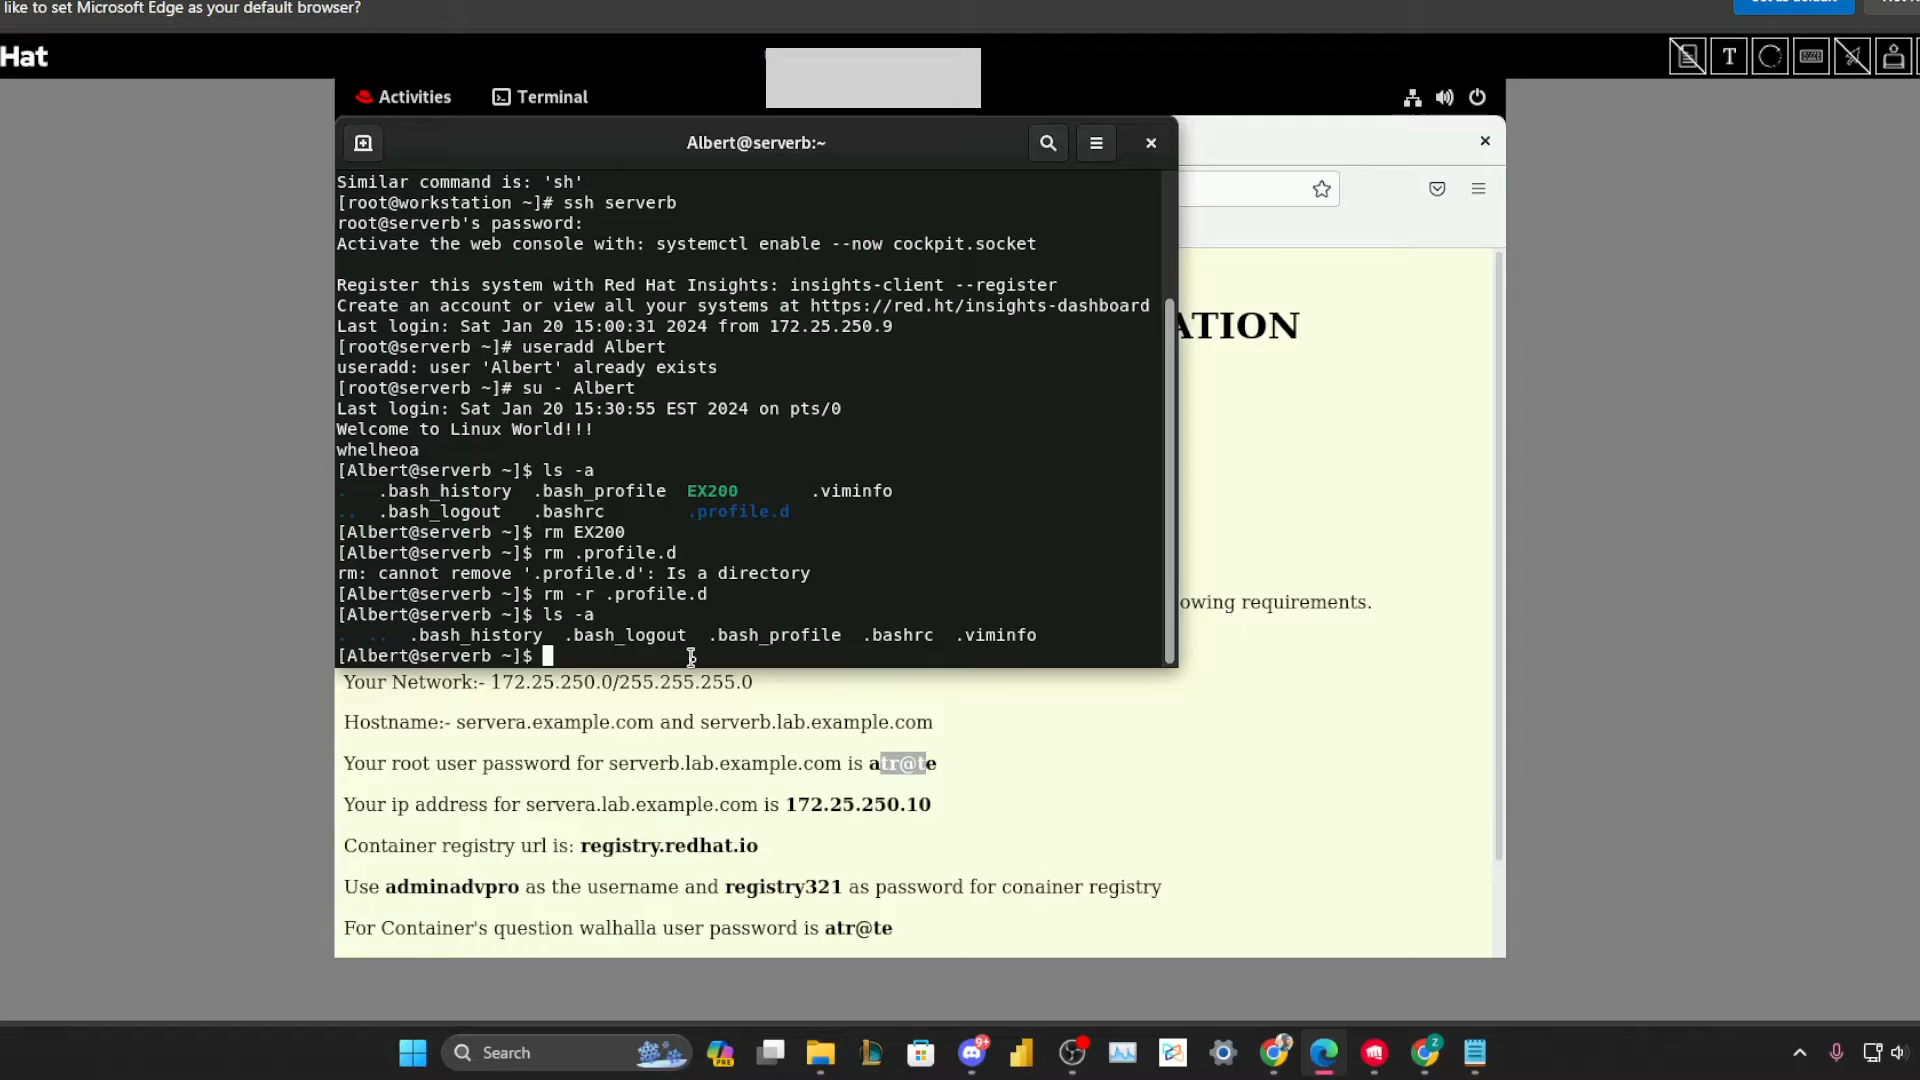 like to set Microsoft Edge as your default browser?
Hat
Activities
Terminal
Albert@serverb:~
Similar command is: 'sh'
[root@workstation ~]# ssh serverb
root@serverb's password:
Activate the web console with: systemctl enable --now cockpit.socket
Register this system with Red Hat Insights: insights-client --register
Create an account or view all your systems at https://red.ht/insights-dashboard
Last login: Sat Jan 20 15:00:31 2024 from 172.25.250.9
[root@serverb ~]# useradd Albert
useradd: user 'Albert' already exists
[root@serverb ~]# su - Albert
Last login: Sat Jan 20 15:30:55 EST 2024 on pts/0
Welcome to Linux World!!!
whelheoa
[Albert@serverb ~]$ ls -a
. .bash_history .bash_profile EX200 .viminfo
.. .bash_logout .bashrc .profile.d
[Albert@serverb ~]$ rm EX200
[Albert@serverb ~]$ rm .profile.d
rm: cannot remove '.profile.d': Is a directory
[Albert@serverb ~]$ rm -r .profile.d
[Albert@serverb ~]$ ls -a
. .. .bash_history .bash_logout .bash_profile .bashrc .viminfo
[Albert@serverb ~]$
ATION
owing requirements.
Your Network:- 172.25.250.0/255.255.255.0
Hostname:- servera.example.com and serverb.lab.example.com
Your root user password for serverb.lab.example.com is atr@te
Your ip address for servera.lab.example.com is 172.25.250.10
Container registry url is: registry.redhat.io
Use adminadvpro as the username and registry321 as password for conainer registry
For Container's question walhalla user password is atr@te
Search
PRE
9+
Z